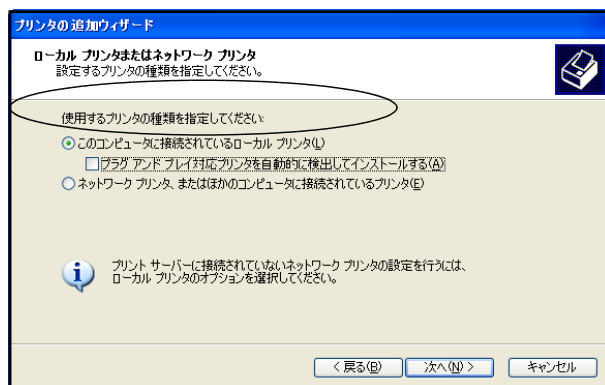 プリンタの追加ウィザード
ローカル プリンタまたはネットワーク プリンタ
設定するプリンタの種類を指定してください。
使用するプリンタの種類を指定してください:
このコンピュータに接続されているローカル プリンタ(L)
プラグ アンド プレイ対応プリンタを自動的に検出してインストールする(A)
ネットワーク プリンタ、またはほかのコンピュータに接続されているプリンタ(E)
プリント サーバーに接続されていないネットワーク プリンタの設定を行うには、
ローカル プリンタのオプションを選択してください。
< 戻る(B)
次へ(N) >
キャンセル